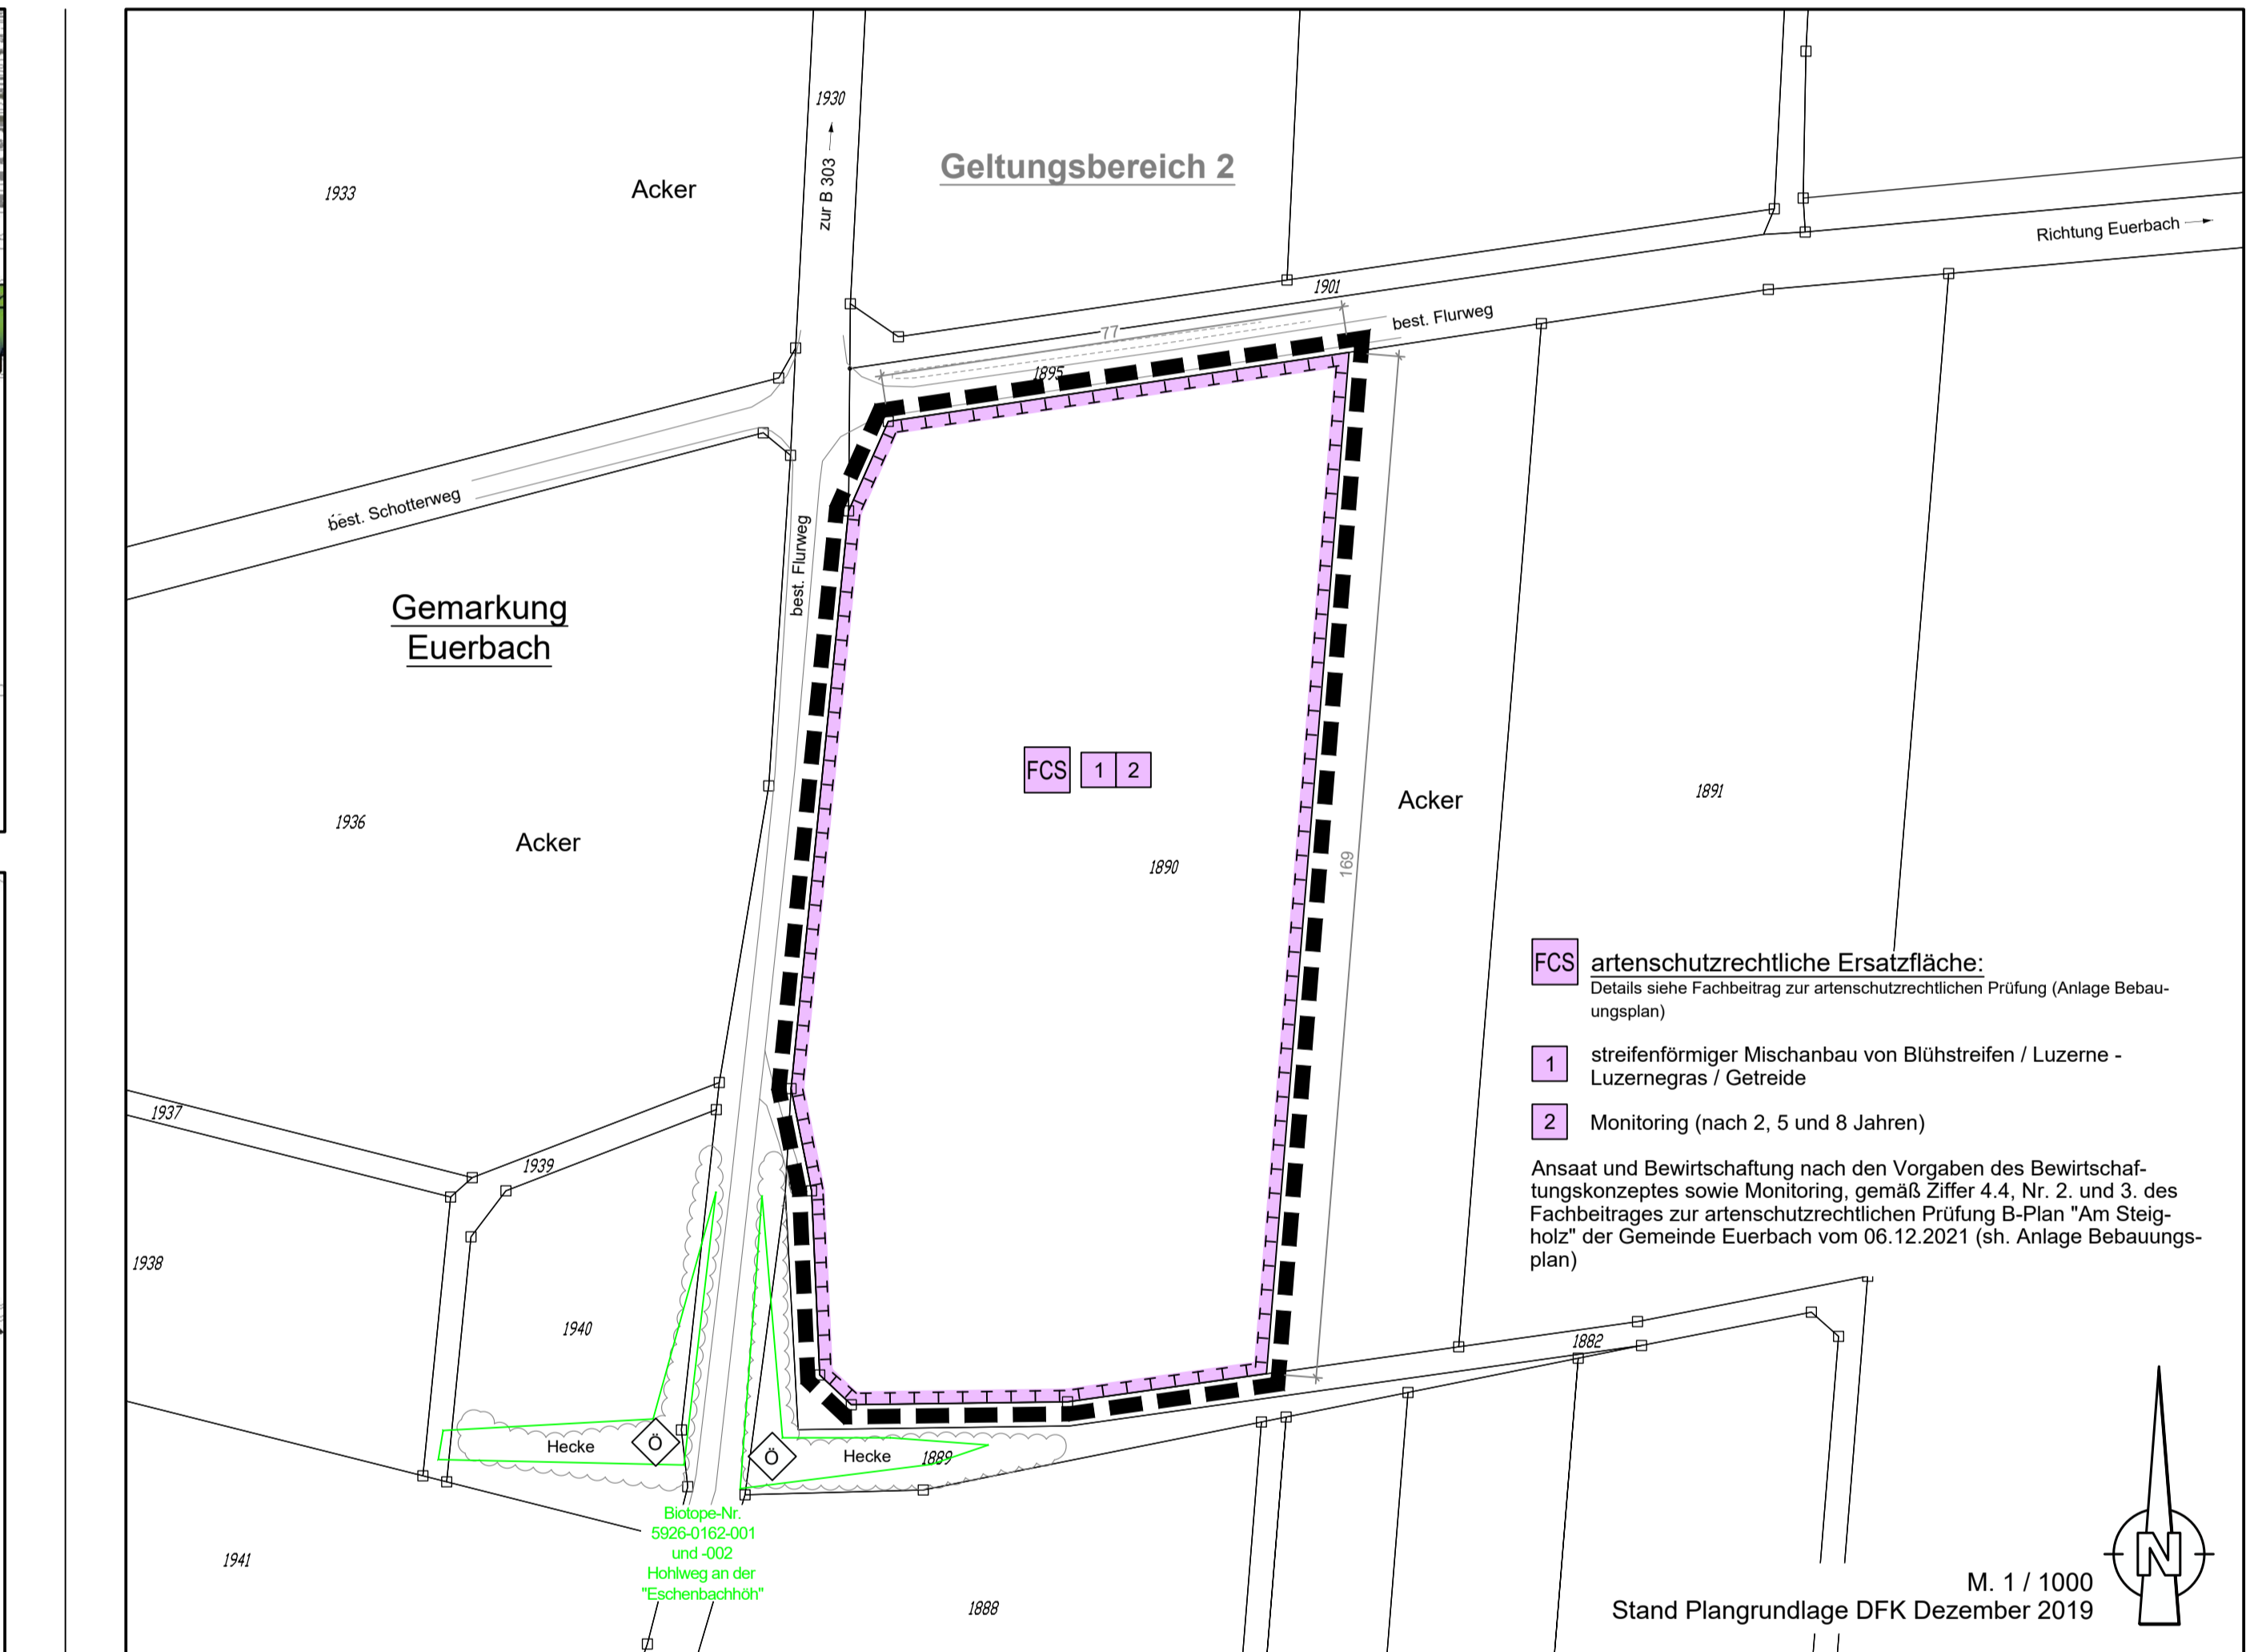 1930
zur B 303
Geltungsbereich 2
1933
Acker
Richtung Euerbach
1901
77
best. Flurweg
1895
best. Schotterweg
best. Flurweg
Gemarkung
Euerbach
FCS 1 2
Acker
1891
1936
Acker
1890
169
FCS artenschutzrechtliche Ersatzfläche:
Details siehe Fachbeitrag zur artenschutzrechtlichen Prüfung (Anlage Bebau-
ungsplan)
1 streifenförmiger Mischanbau von Blühstreifen / Luzerne -
Luzernegras / Getreide
2 Monitoring (nach 2, 5 und 8 Jahren)
Ansaat und Bewirtschaftung nach den Vorgaben des Bewirtschaf-
tungskonzeptes sowie Monitoring, gemäß Ziffer 4.4, Nr. 2. und 3. des
Fachbeitrages zur artenschutzrechtlichen Prüfung B-Plan "Am Steig-
holz" der Gemeinde Euerbach vom 06.12.2021 (sh. Anlage Bebauungs-
plan)
1937
1939
1938
1940
1882
Hecke
Ö
Ö
Hecke
1889
Biotope-Nr.
5926-0162-001
und -002
Hohlweg an der
"Eschenbachhöh"
1941
1888
N
M. 1 / 1000
Stand Plangrundlage DFK Dezember 2019